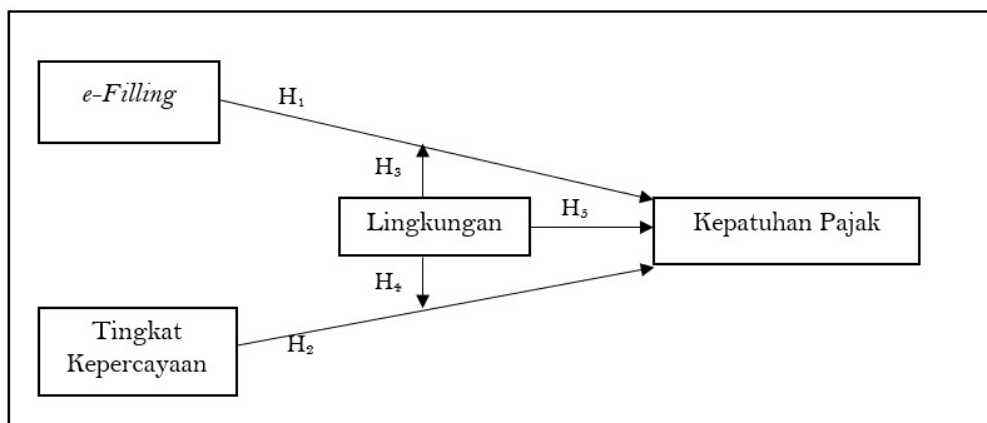 e-Filling
H₁
H₃
Lingkungan
H₅
Kepatuhan Pajak
H₄
Tingkat
Kepercayaan
H₂